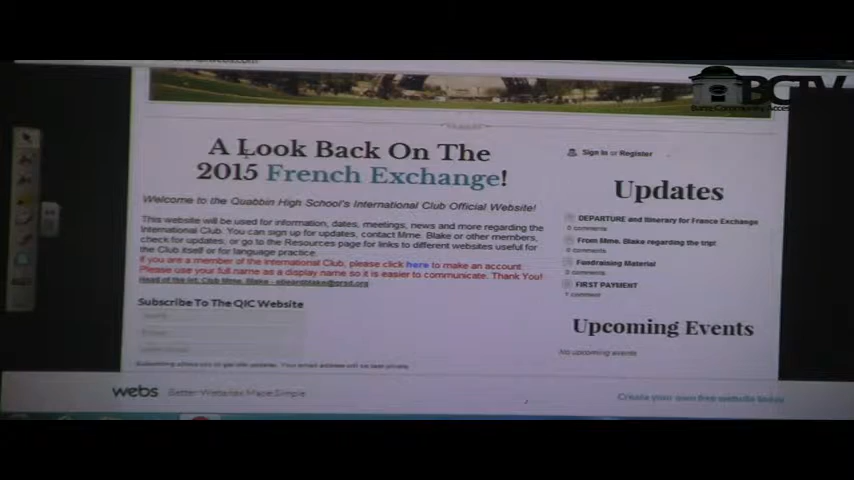 BCTV
A Look Back On The
2015 French Exchange!
Welcome to the Quabbin High School's International Club Official Website!
This website will be used for information, dates, meetings, news and more regarding the
International Club. You can sign up for updates, contact Mme. Blake or other members,
check for updates, or go to the Resources page for links to different websites useful for
the Club itself or for language practice.
If you are a member of the International Club, please click here to make an account.
Please use your full name as a display name so it is easier to communicate. Thank You!
Head of the Int. Club Mme. Blake -
Subscribe To The QIC Website
webs Better Websites Made Simple
Sign In or Register
Updates
DEPARTURE and Itinerary for France Exchange
0 comments
From Mme. Blake regarding the trip!
0 comments
Fundraising Material
0 comments
FIRST PAYMENT
1 comment
Upcoming Events
No upcoming events
Create your own free website today